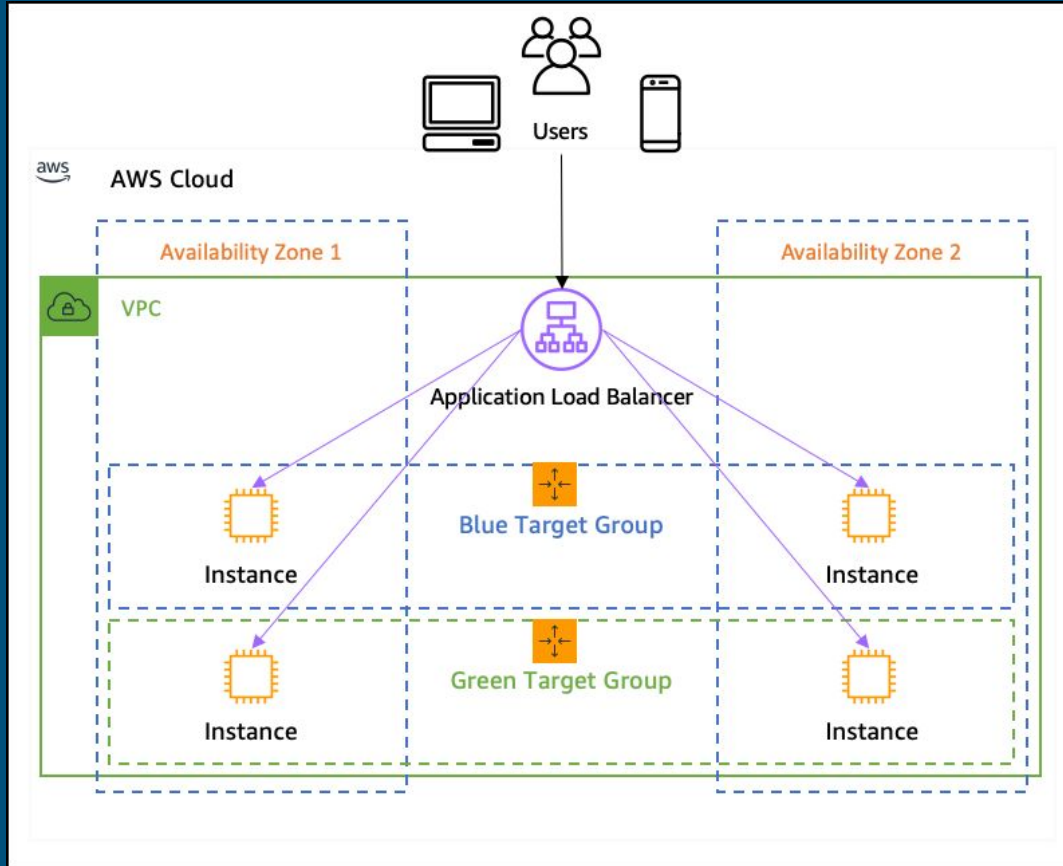 Users
aws
AWS Cloud
Availability Zone 1
Availability Zone 2
VPC
Application Load Balancer
Blue Target Group
Instance
Instance
Green Target Group
Instance
Instance